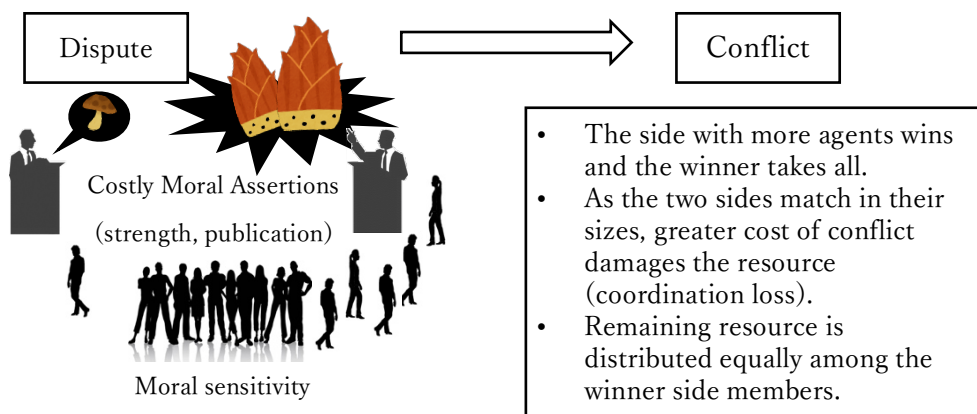 Dispute
Conflict
Costly Moral Assertions
(strength, publication)
Moral sensitivity
• The side with more agents wins
and the winner takes all.
• As the two sides match in their
sizes, greater cost of conflict
damages the resource
(coordination loss).
• Remaining resource is
distributed equally among the
winner side members.